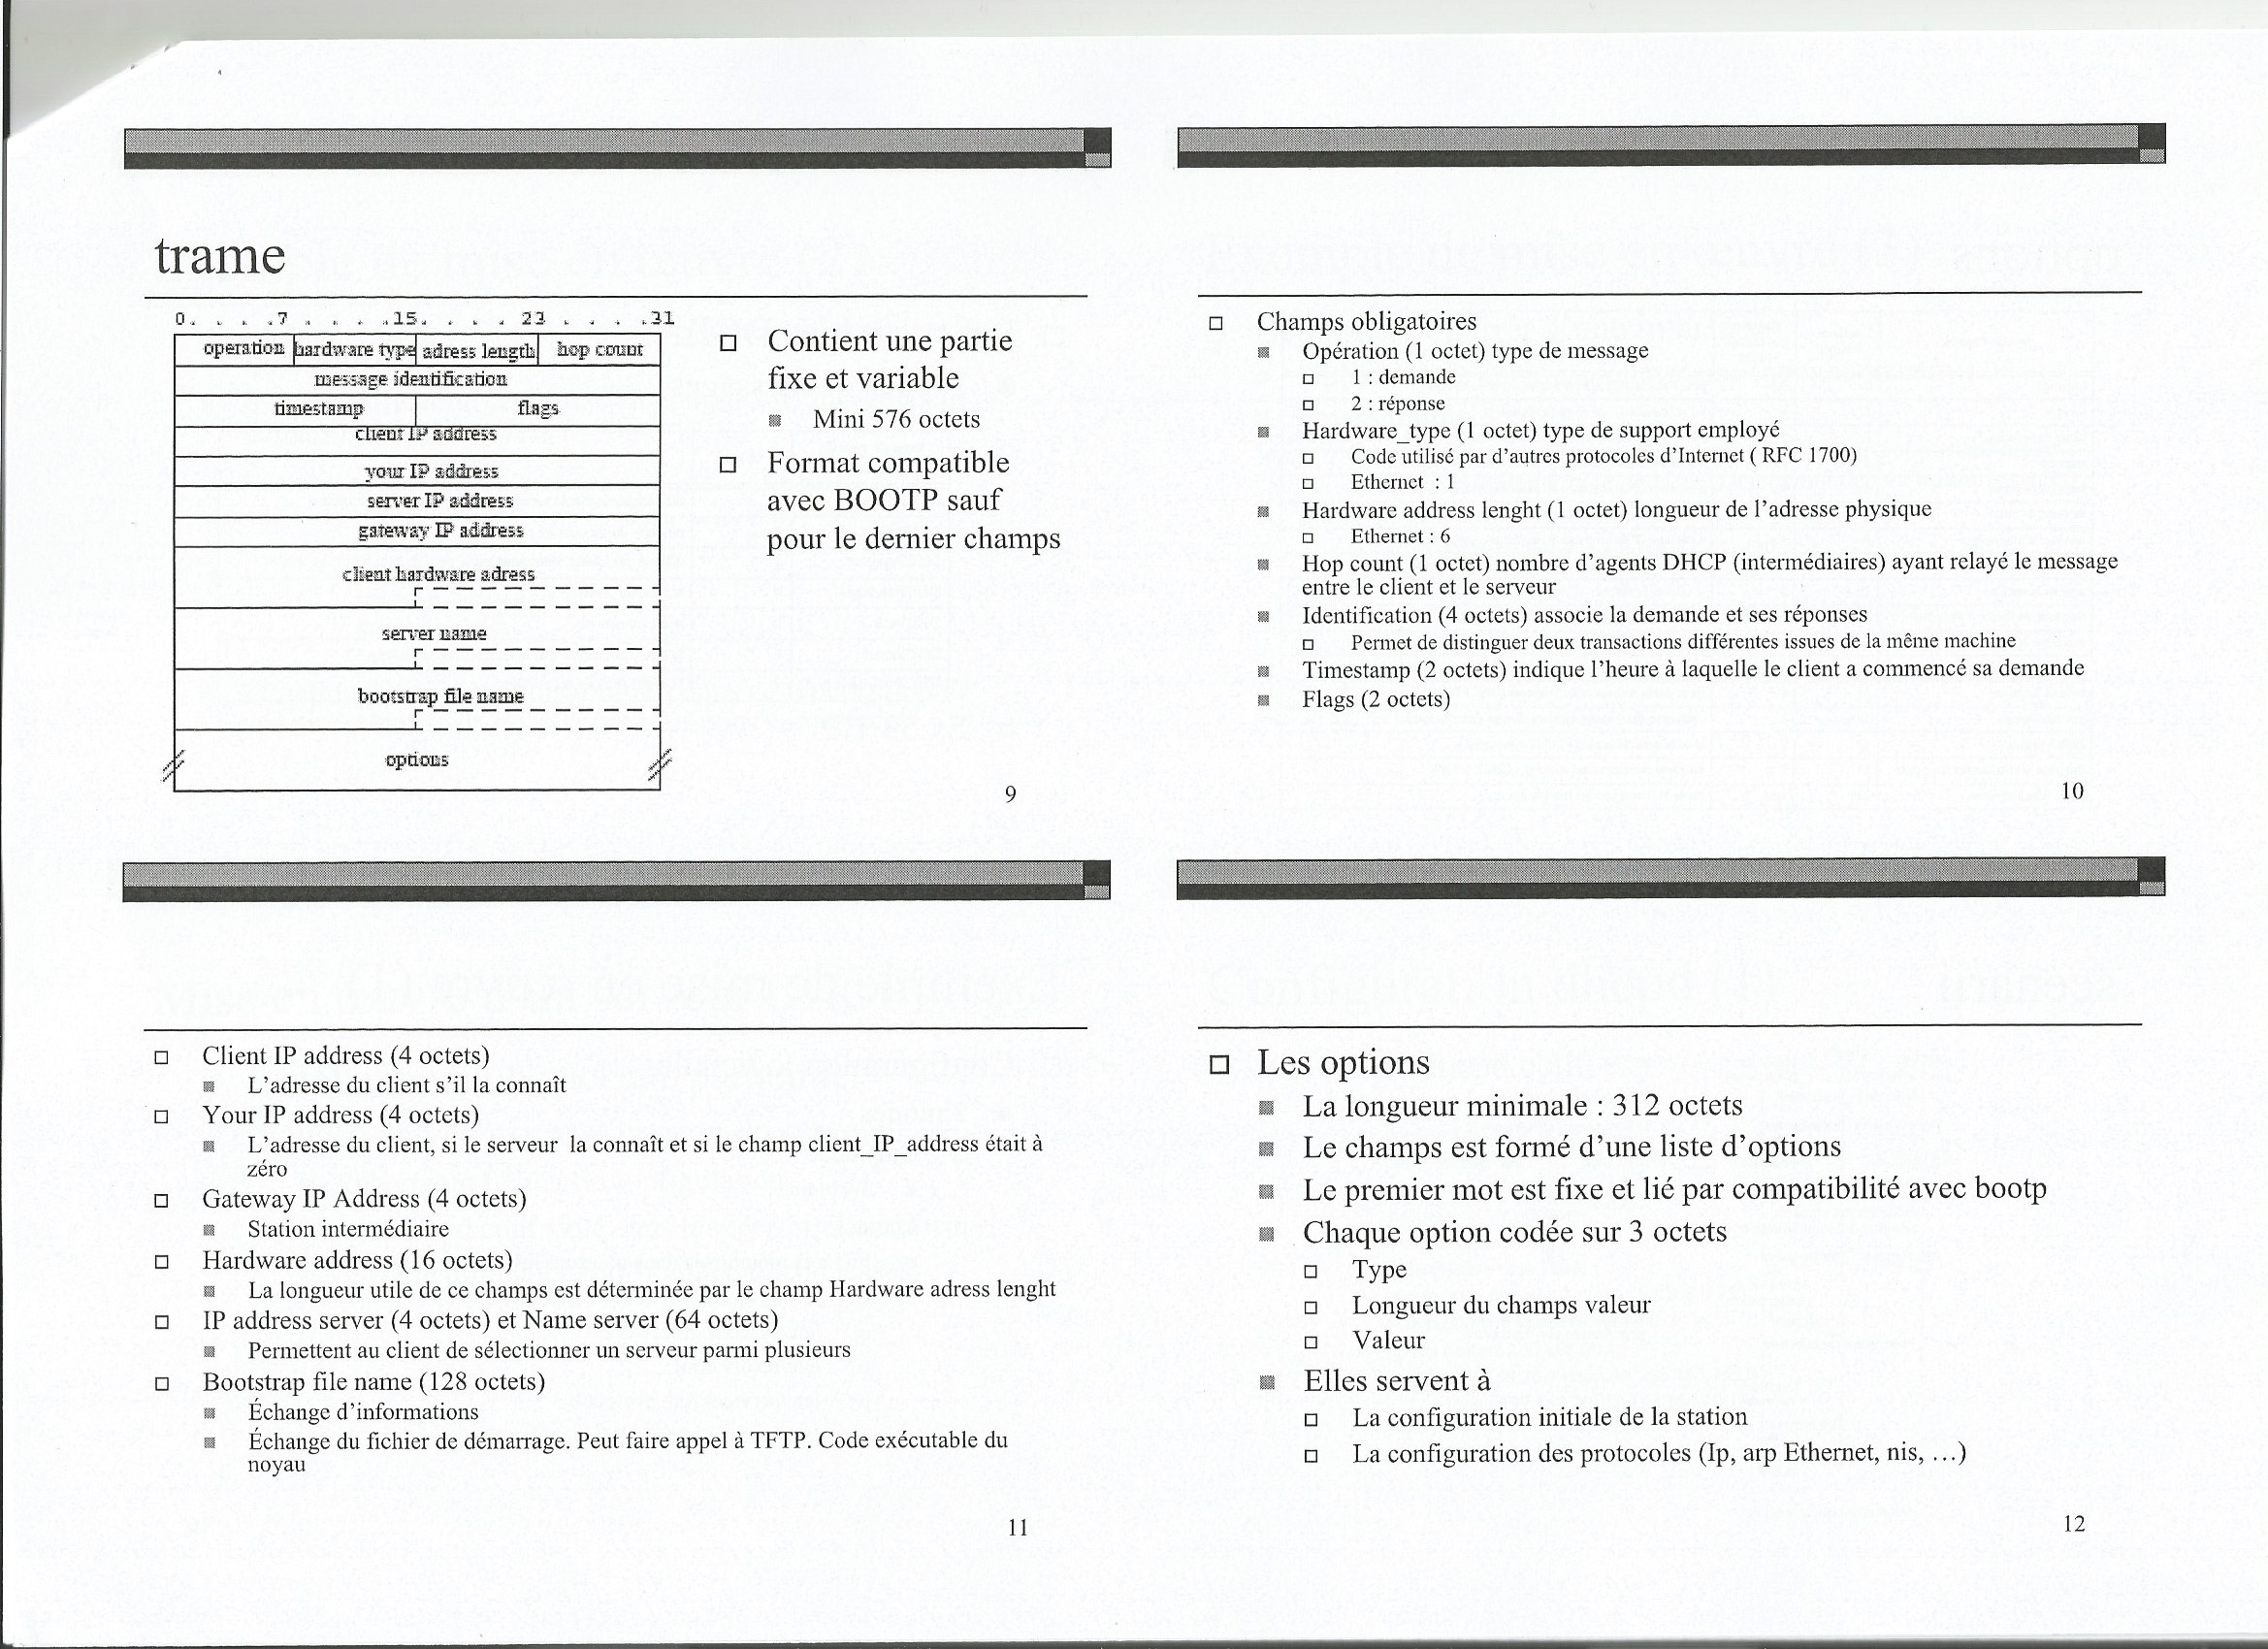 trame
0. . . . .7 . . . . .15. . . . . 23 . . . . .31
operation hardware type adress length hop count
message identification
timestamp flags
client IP address
your IP address
server IP address
gateway IP address
client hardware adress
server name
bootstrap file name
options
Contient une partie
fixe et variable
Mini 576 octets
Format compatible
avec BOOTP sauf
pour le dernier champs
9
Champs obligatoires
Opération (1 octet) type de message
1 : demande
2 : réponse
Hardware_type (1 octet) type de support employé
Code utilisé par d'autres protocoles d'Internet ( RFC 1700)
Ethernet : 1
Hardware address lenght (1 octet) longueur de l'adresse physique
Ethernet : 6
Hop count (1 octet) nombre d'agents DHCP (intermédiaires) ayant relayé le message
entre le client et le serveur
Identification (4 octets) associe la demande et ses réponses
Permet de distinguer deux transactions différentes issues de la même machine
Timestamp (2 octets) indique l'heure à laquelle le client a commencé sa demande
Flags (2 octets)
10
Client IP address (4 octets)
L'adresse du client s'il la connaît
Your IP address (4 octets)
L'adresse du client, si le serveur la connaît et si le champ client_IP_address était à
zéro
Gateway IP Address (4 octets)
Station intermédiaire
Hardware address (16 octets)
La longueur utile de ce champs est déterminée par le champ Hardware adress lenght
IP address server (4 octets) et Name server (64 octets)
Permettent au client de sélectionner un serveur parmi plusieurs
Bootstrap file name (128 octets)
Échange d'informations
Échange du fichier de démarrage. Peut faire appel à TFTP. Code exécutable du
noyau
11
Les options
La longueur minimale : 312 octets
Le champs est formé d'une liste d'options
Le premier mot est fixe et lié par compatibilité avec bootp
Chaque option codée sur 3 octets
Type
Longueur du champs valeur
Valeur
Elles servent à
La configuration initiale de la station
La configuration des protocoles (Ip, arp Ethernet, nis, …)
12